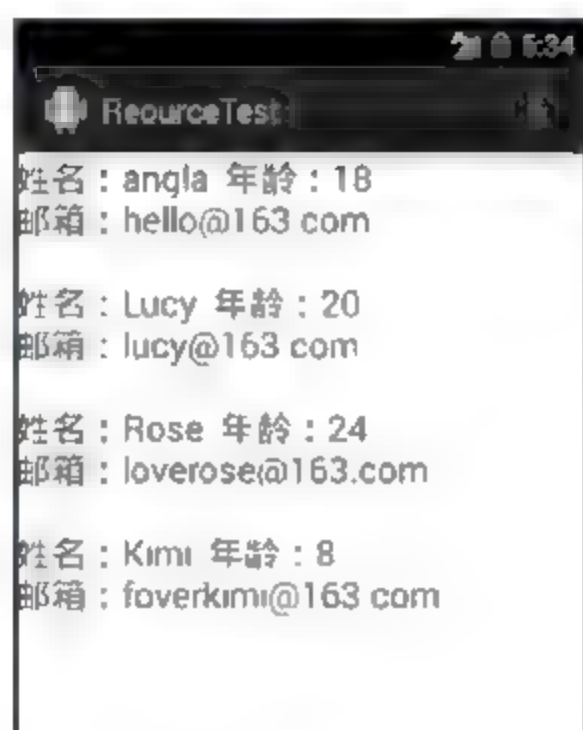 5:34
ReourceTest
姓名：angla 年龄：18
邮箱：hello@163.com
姓名：Lucy 年龄：20
邮箱：lucy@163.com
姓名：Rose 年龄：24
邮箱：loverose@163.com
姓名：Kimi 年龄：8
邮箱：foverkimi@163.com